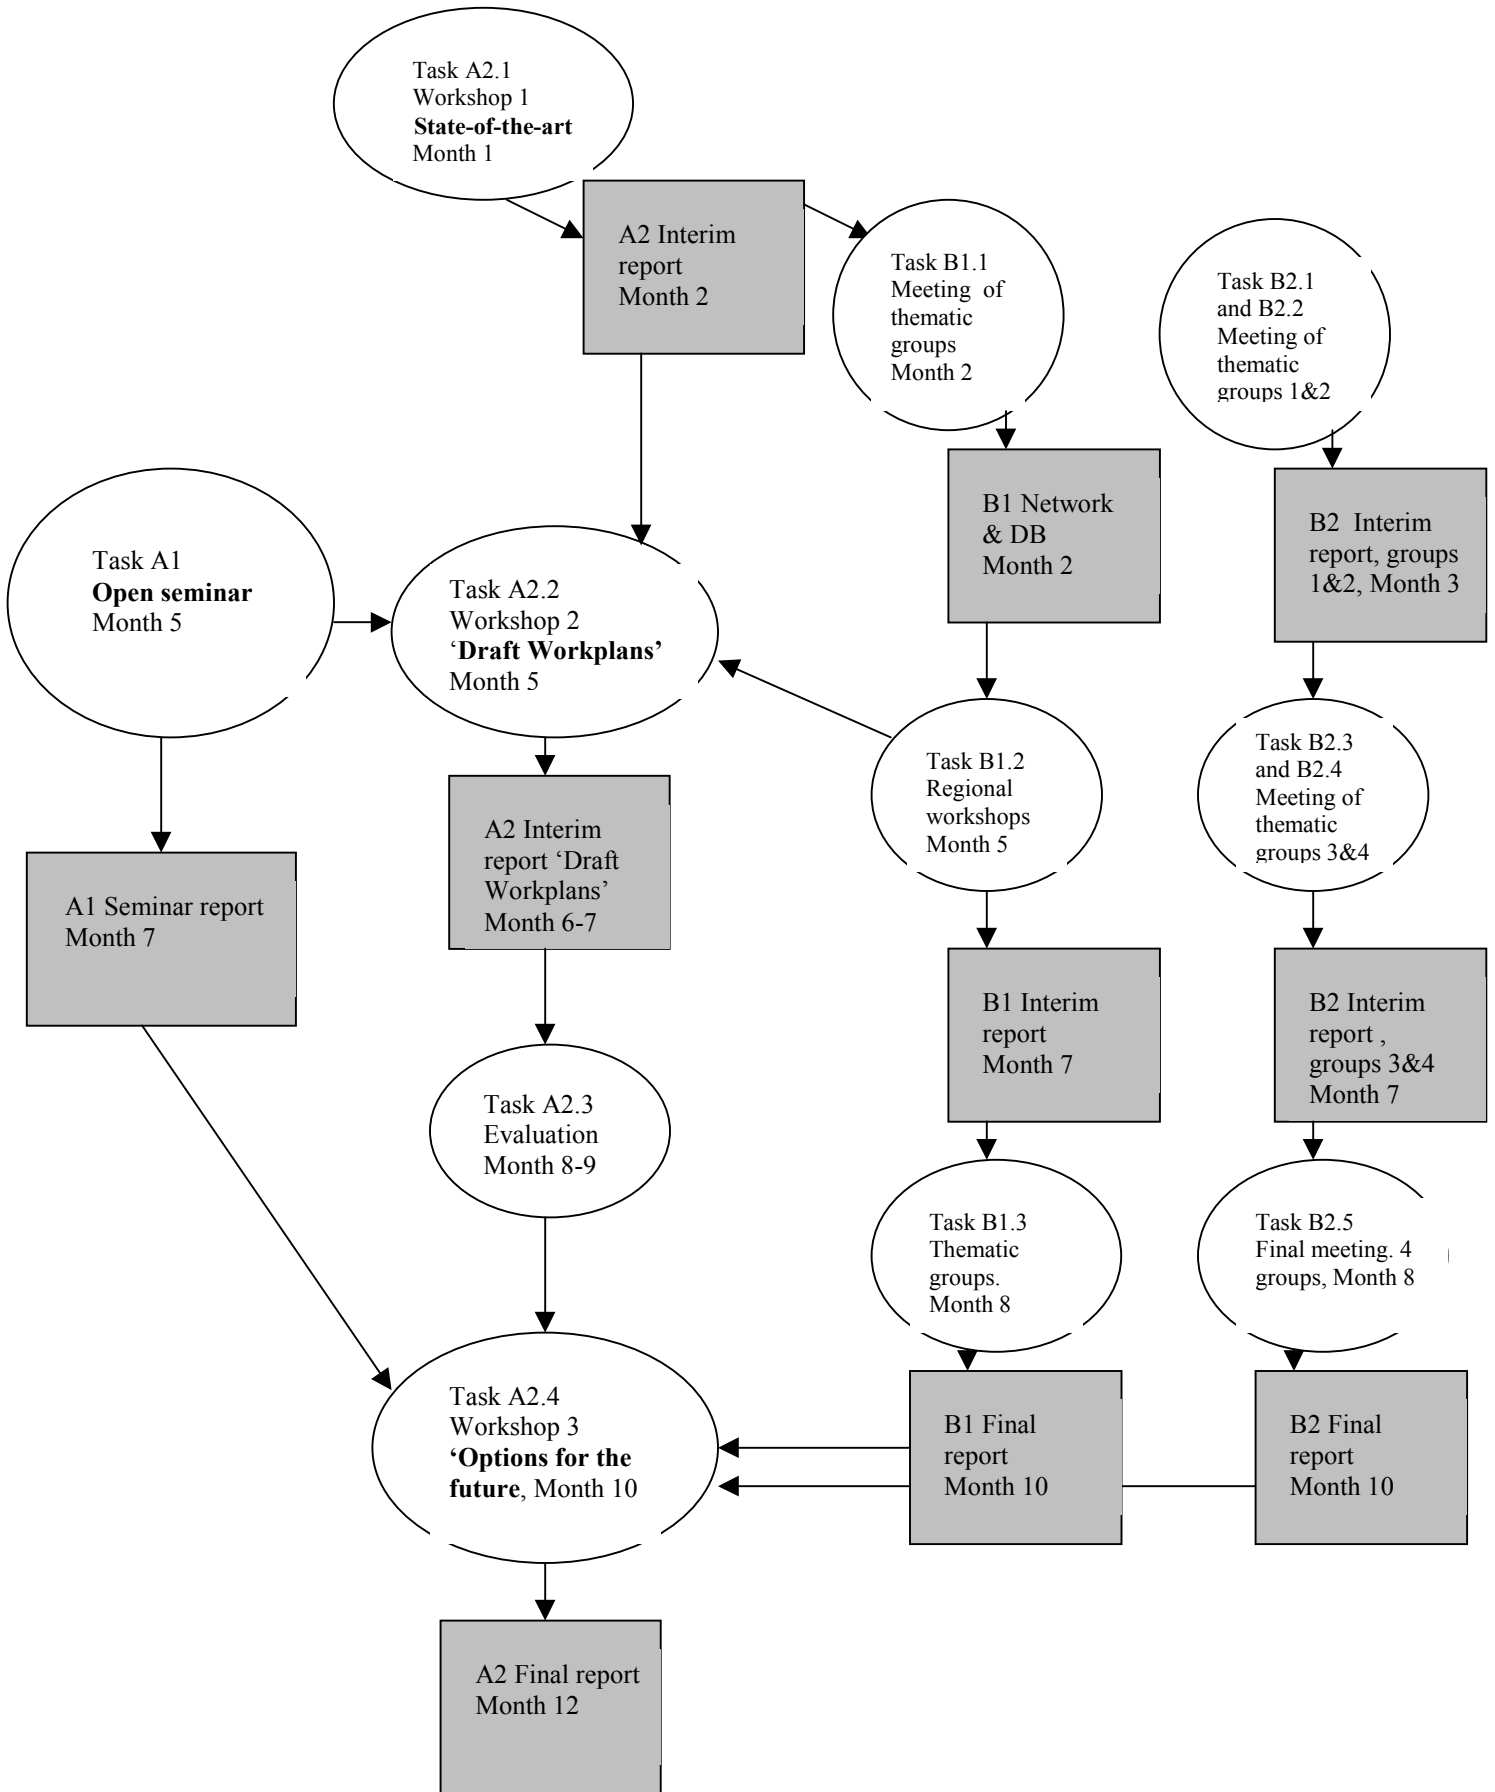 Task A2.1
Workshop 1
State-of-the-art
Month 1
A2 Interim
report
Month 2
Task B1.1
Meeting of
thematic
groups
Month 2
Task B2.1
and B2.2
Meeting of
thematic
groups 1&2
B1 Network
& DB
Month 2
B2 Interim
report, groups
1&2, Month 3
Task A1
Open seminar
Month 5
Task A2.2
Workshop 2
‘Draft Workplans’
Month 5
Task B1.2
Regional
workshops
Month 5
Task B2.3
and B2.4
Meeting of
thematic
groups 3&4
A1 Seminar report
Month 7
A2 Interim
report ‘Draft
Workplans’
Month 6-7
B1 Interim
report
Month 7
B2 Interim
report ,
groups 3&4
Month 7
Task A2.3
Evaluation
Month 8-9
Task B1.3
Thematic
groups.
Month 8
Task B2.5
Final meeting. 4
groups, Month 8
Task A2.4
Workshop 3
‘Options for the
future, Month 10
B1 Final
report
Month 10
B2 Final
report
Month 10
A2 Final report
Month 12